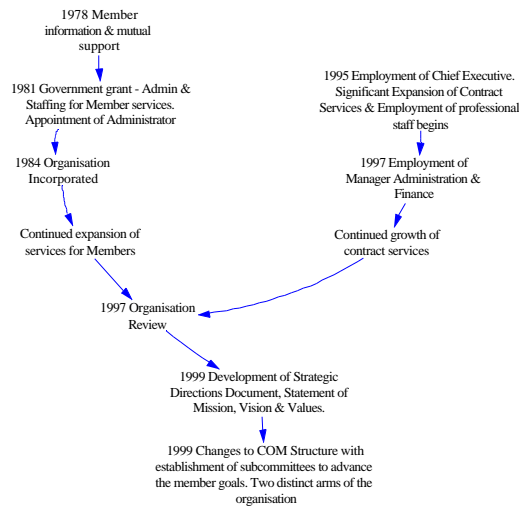 1978 Member
information & mutual
support
1981 Government grant - Admin &
Staffing for Member services.
Appointment of Administrator
1984 Organisation
Incorporated
Continued expansion of
services for Members
1995 Employment of Chief Executive.
Significant Expansion of Contract
Services & Employment of professional
staff begins
1997 Employment of
Manager Administration &
Finance
Continued growth of
contract services
1997 Organisation
Review
1999 Development of Strategic
Directions Document, Statement of
Mission, Vision & Values.
1999 Changes to COM Structure with
establishment of subcommittees to advance
the member goals. Two distinct arms of the
organisation